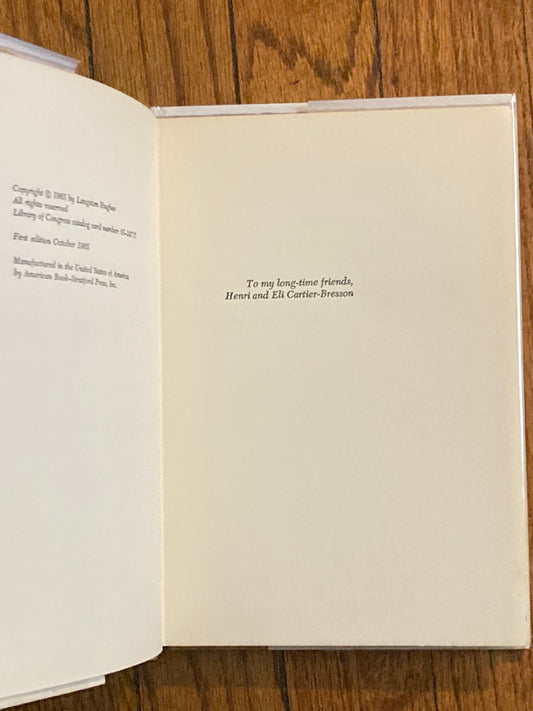 Copyright © 1965 by Langston Hughes
All rights reserved
Library of Congress catalog card number
First edition October 1965
Manufactured in the United States of America
by American Book-Stratford Press, Inc.
To my long-time friends,
Henri and Eli Cartier-Bresson